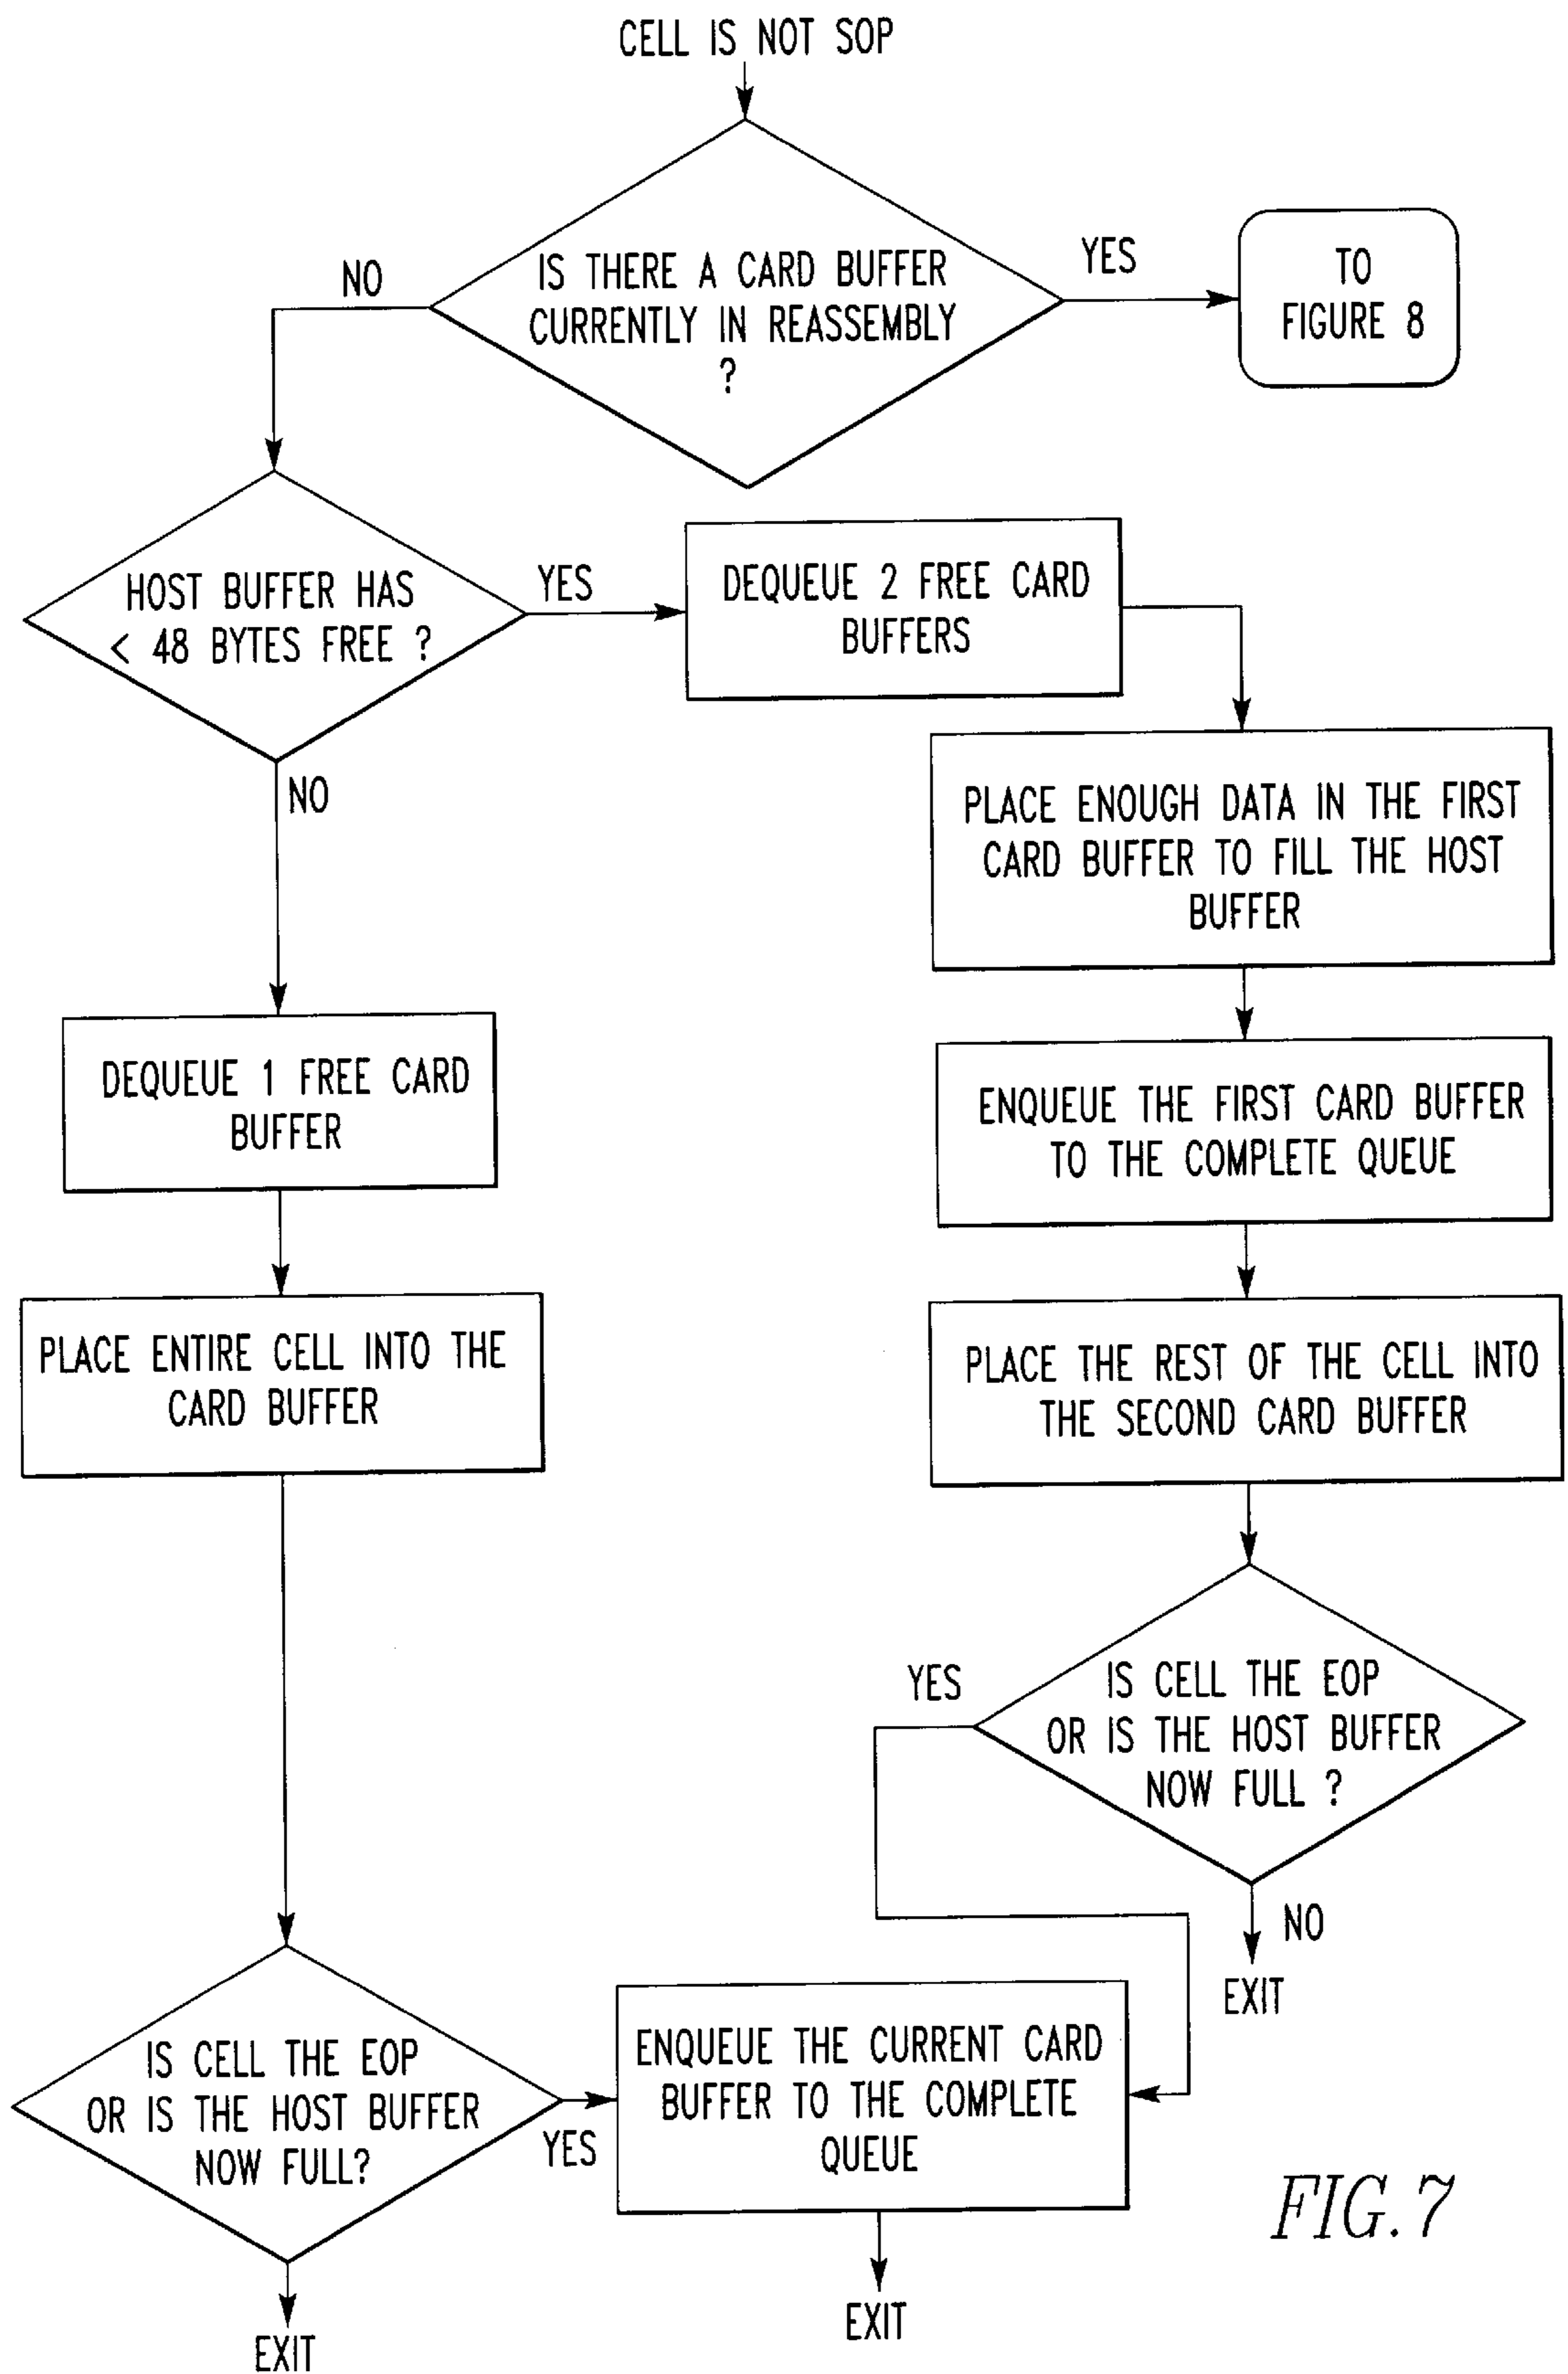 CELL IS NOT SOP
IS THERE A CARD BUFFER
CURRENTLY IN REASSEMBLY
?
NO
YES
TO
FIGURE 8
HOST BUFFER HAS
< 48 BYTES FREE ?
YES
NO
DEQUEUE 2 FREE CARD
BUFFERS
PLACE ENOUGH DATA IN THE FIRST
CARD BUFFER TO FILL THE HOST
BUFFER
DEQUEUE 1 FREE CARD
BUFFER
ENQUEUE THE FIRST CARD BUFFER
TO THE COMPLETE QUEUE
PLACE ENTIRE CELL INTO THE
CARD BUFFER
PLACE THE REST OF THE CELL INTO
THE SECOND CARD BUFFER
YES
IS CELL THE EOP
OR IS THE HOST BUFFER
NOW FULL ?
NO
EXIT
IS CELL THE EOP
OR IS THE HOST BUFFER
NOW FULL?
YES
ENQUEUE THE CURRENT CARD
BUFFER TO THE COMPLETE
QUEUE
EXIT
EXIT
FIG. 7